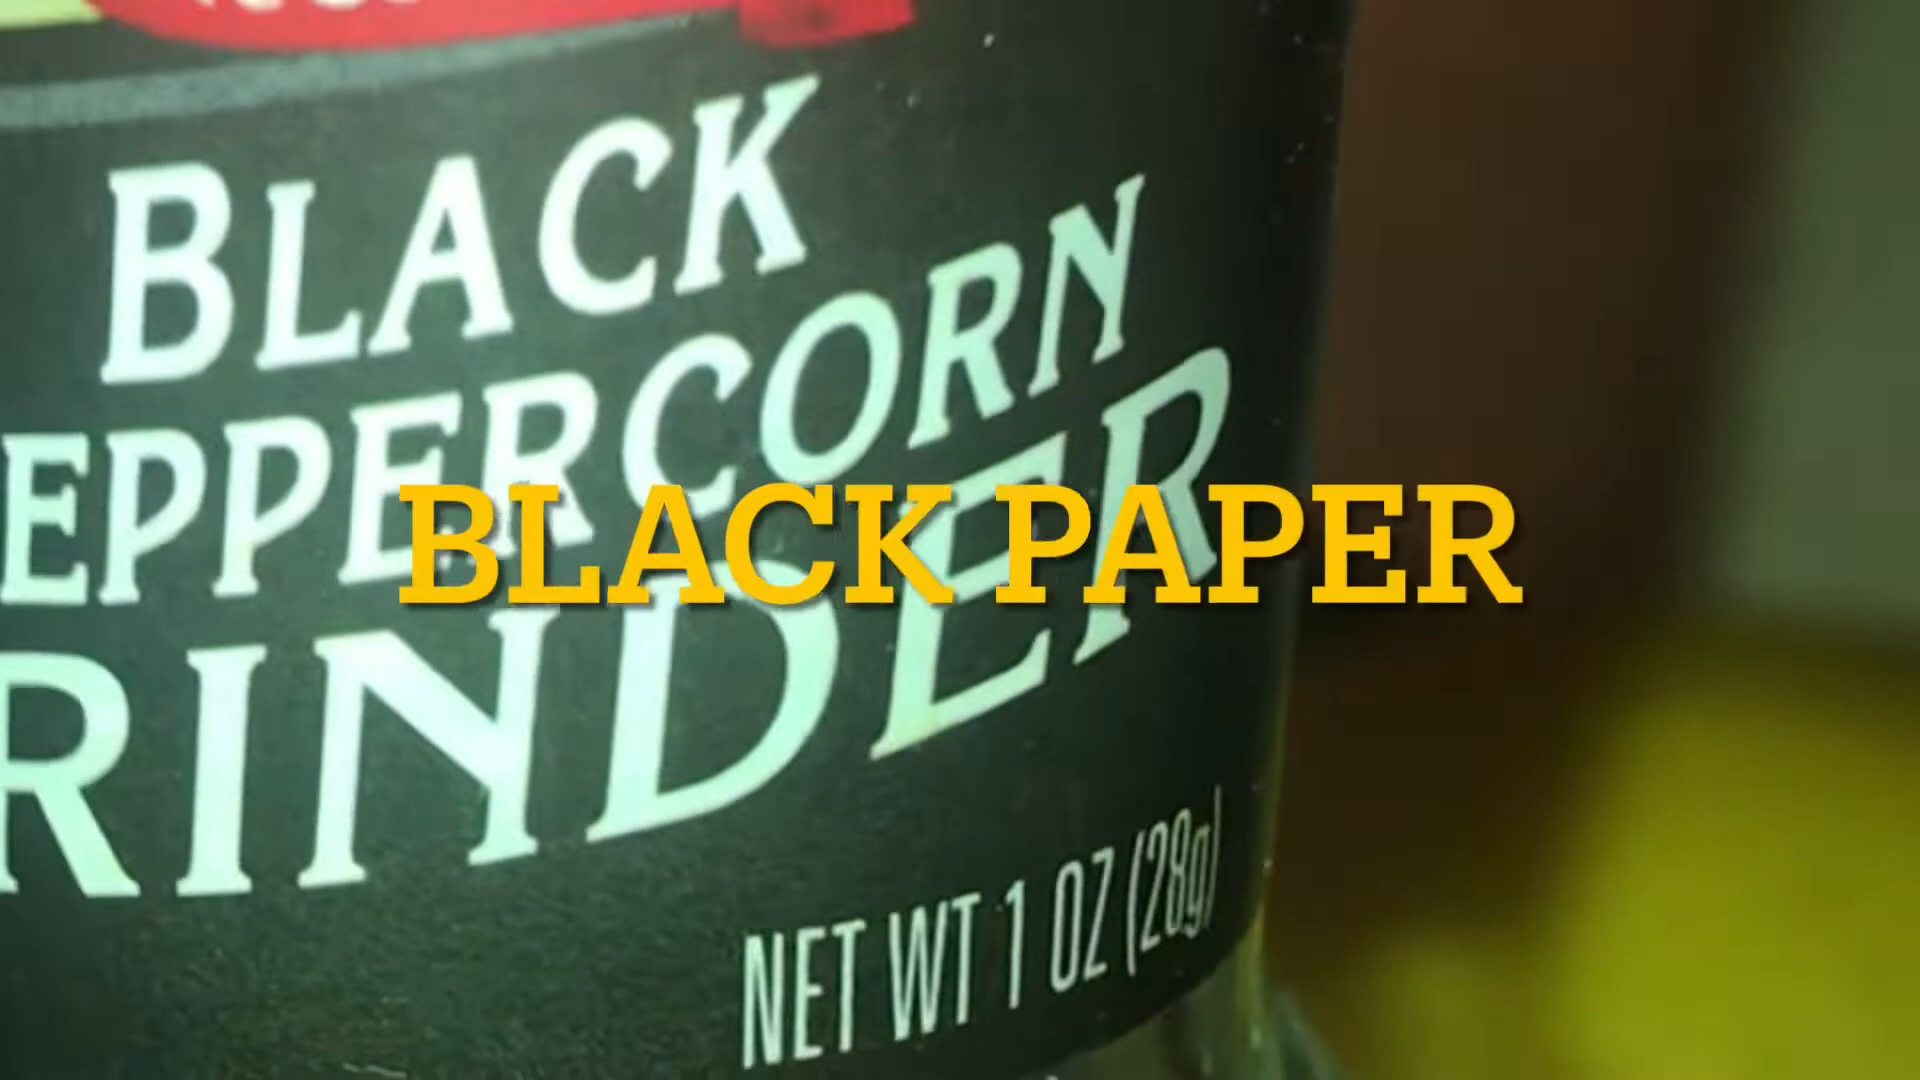 BLACK
EPPERCORN
RINDER
BLACK PAPER
NET WT 1 OZ (28g)